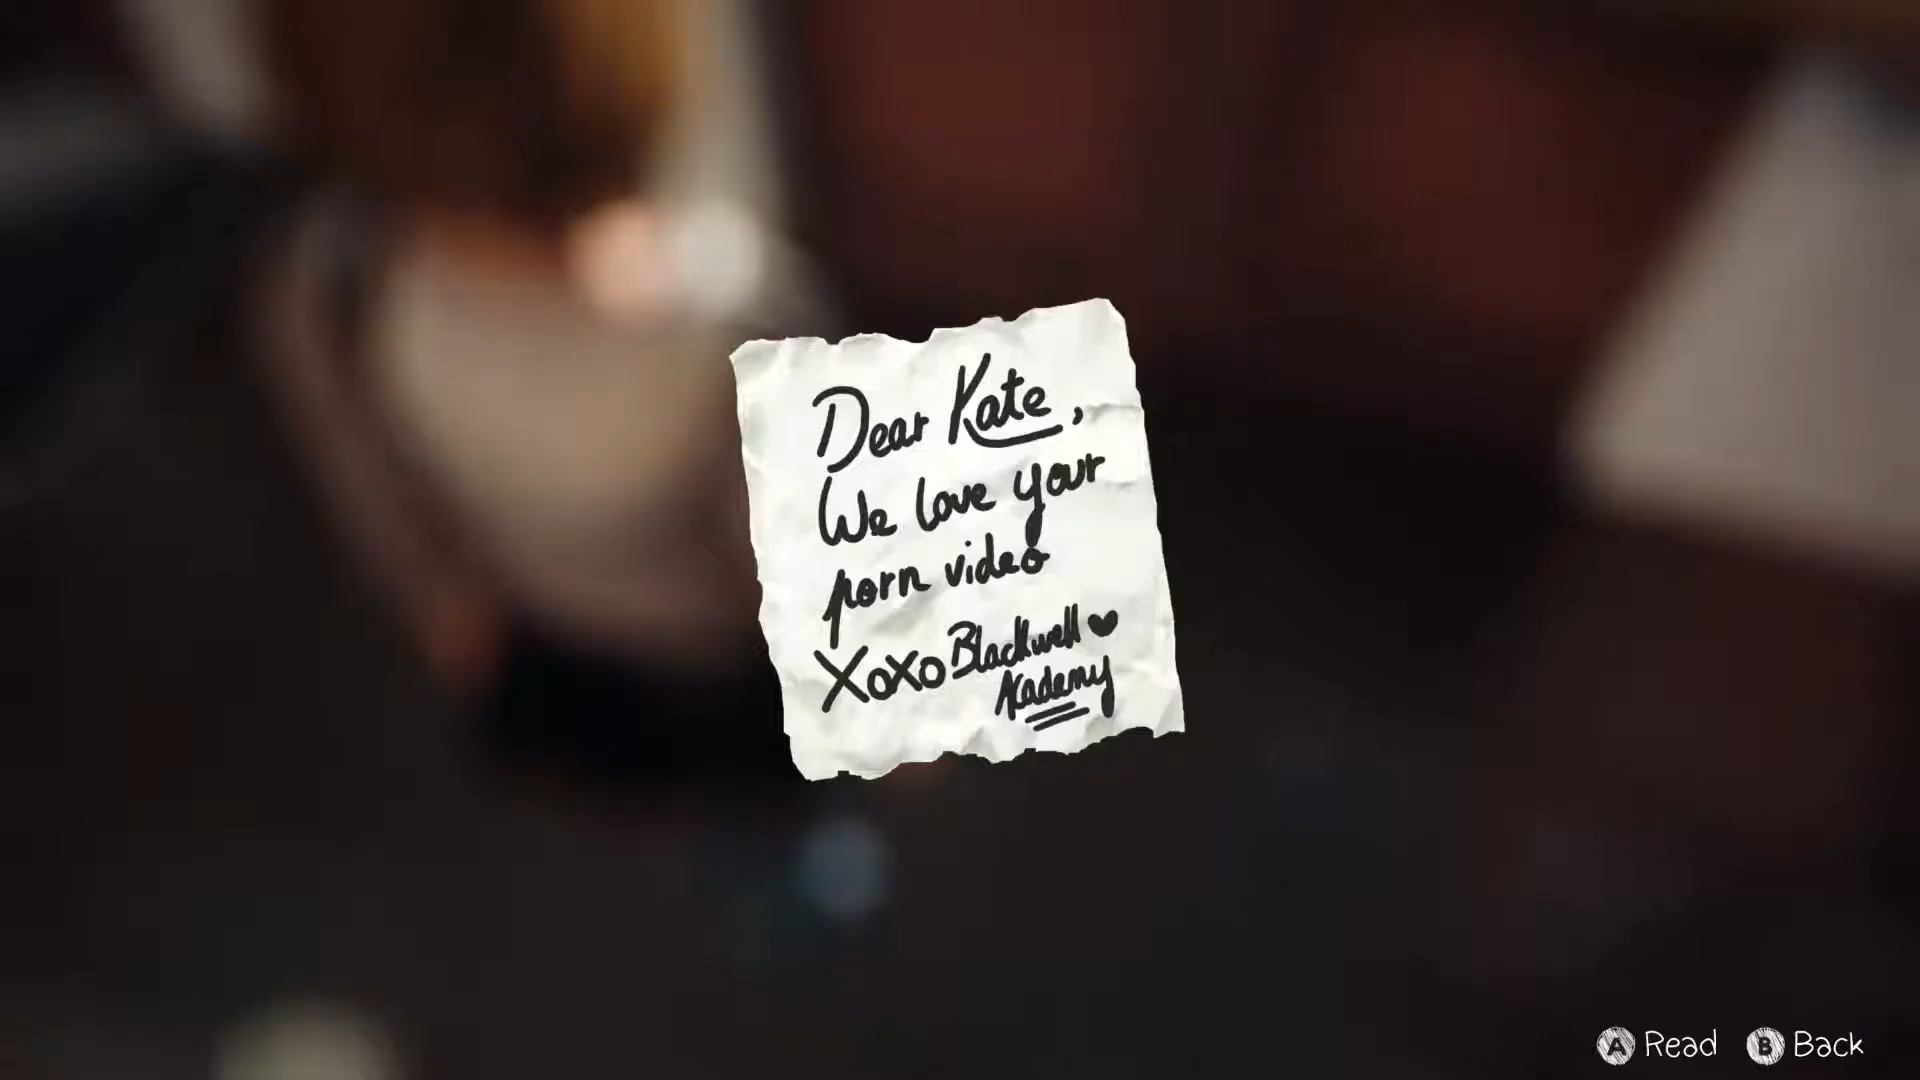 Dear Kate,
We love your
porn video
XoXo Blackwell ♥
Academy
A Read B Back